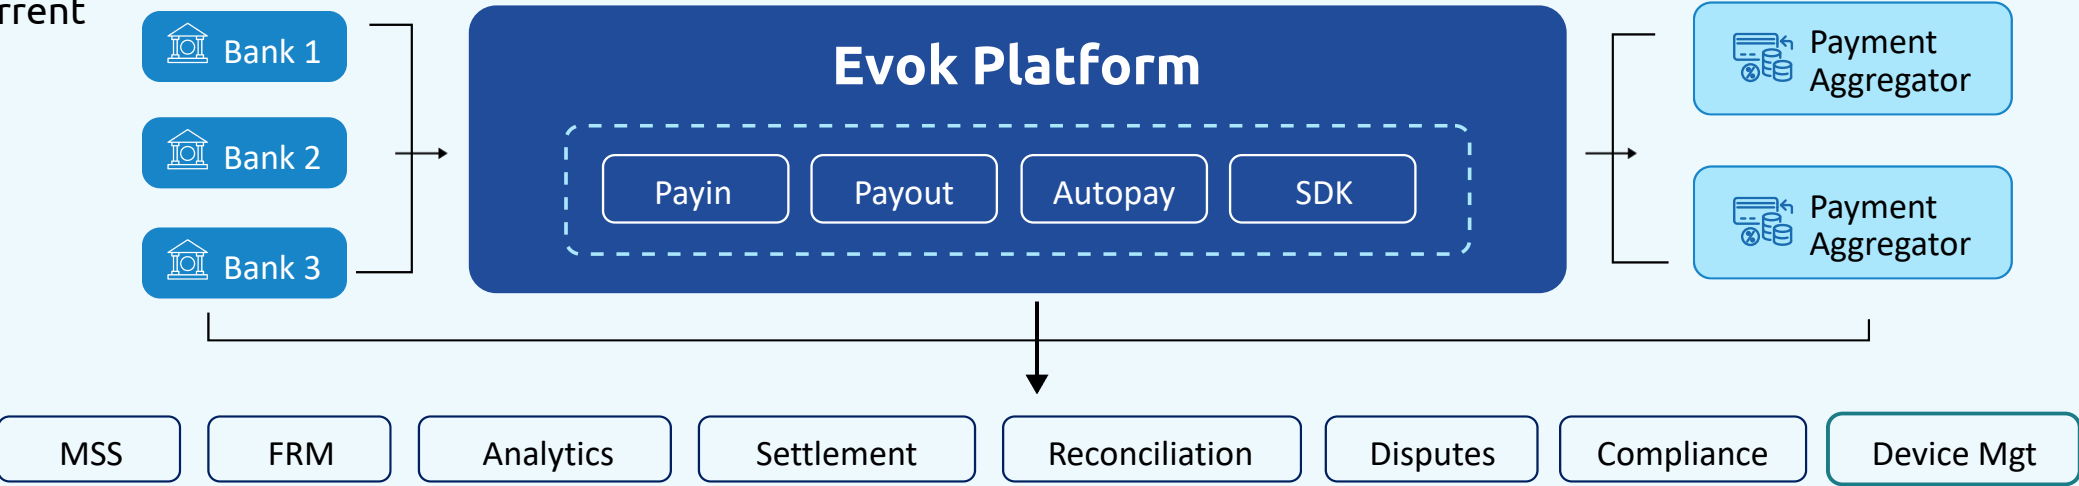 Bank 1
Bank 2
Bank 3
Evok Platform
Payin
Payout
Autopay
SDK
Payment
Aggregator
Payment
Aggregator
MSS
FRM
Analytics
Settlement
Reconciliation
Disputes
Compliance
Device Mgt